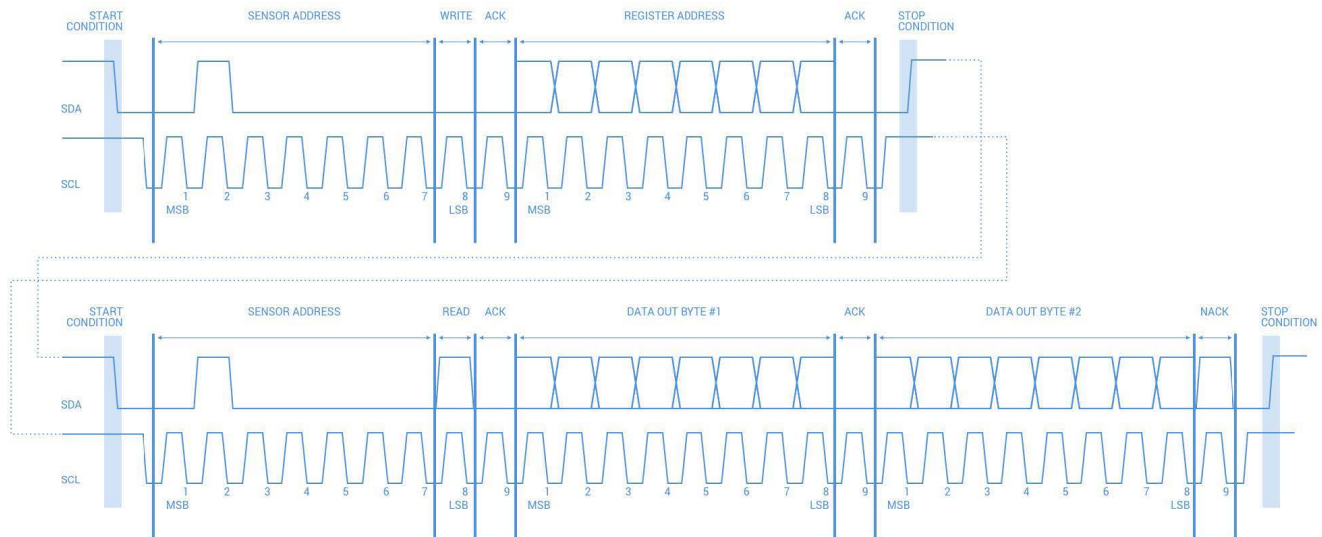 START CONDITION SENSOR ADDRESS WRITE ACK REGISTER ADDRESS ACK STOP CONDITION
SDA
SCL
1 2 3 4 5 6 7 8 9 1 2 3 4 5 6 7 8 9
MSB LSB MSB LSB
START CONDITION SENSOR ADDRESS READ ACK DATA OUT BYTE #1 ACK DATA OUT BYTE #2 NACK STOP CONDITION
SDA
SCL
1 2 3 4 5 6 7 8 9 1 2 3 4 5 6 7 8 9 1 2 3 4 5 6 7 8 9
MSB LSB MSB LSB MSB LSB